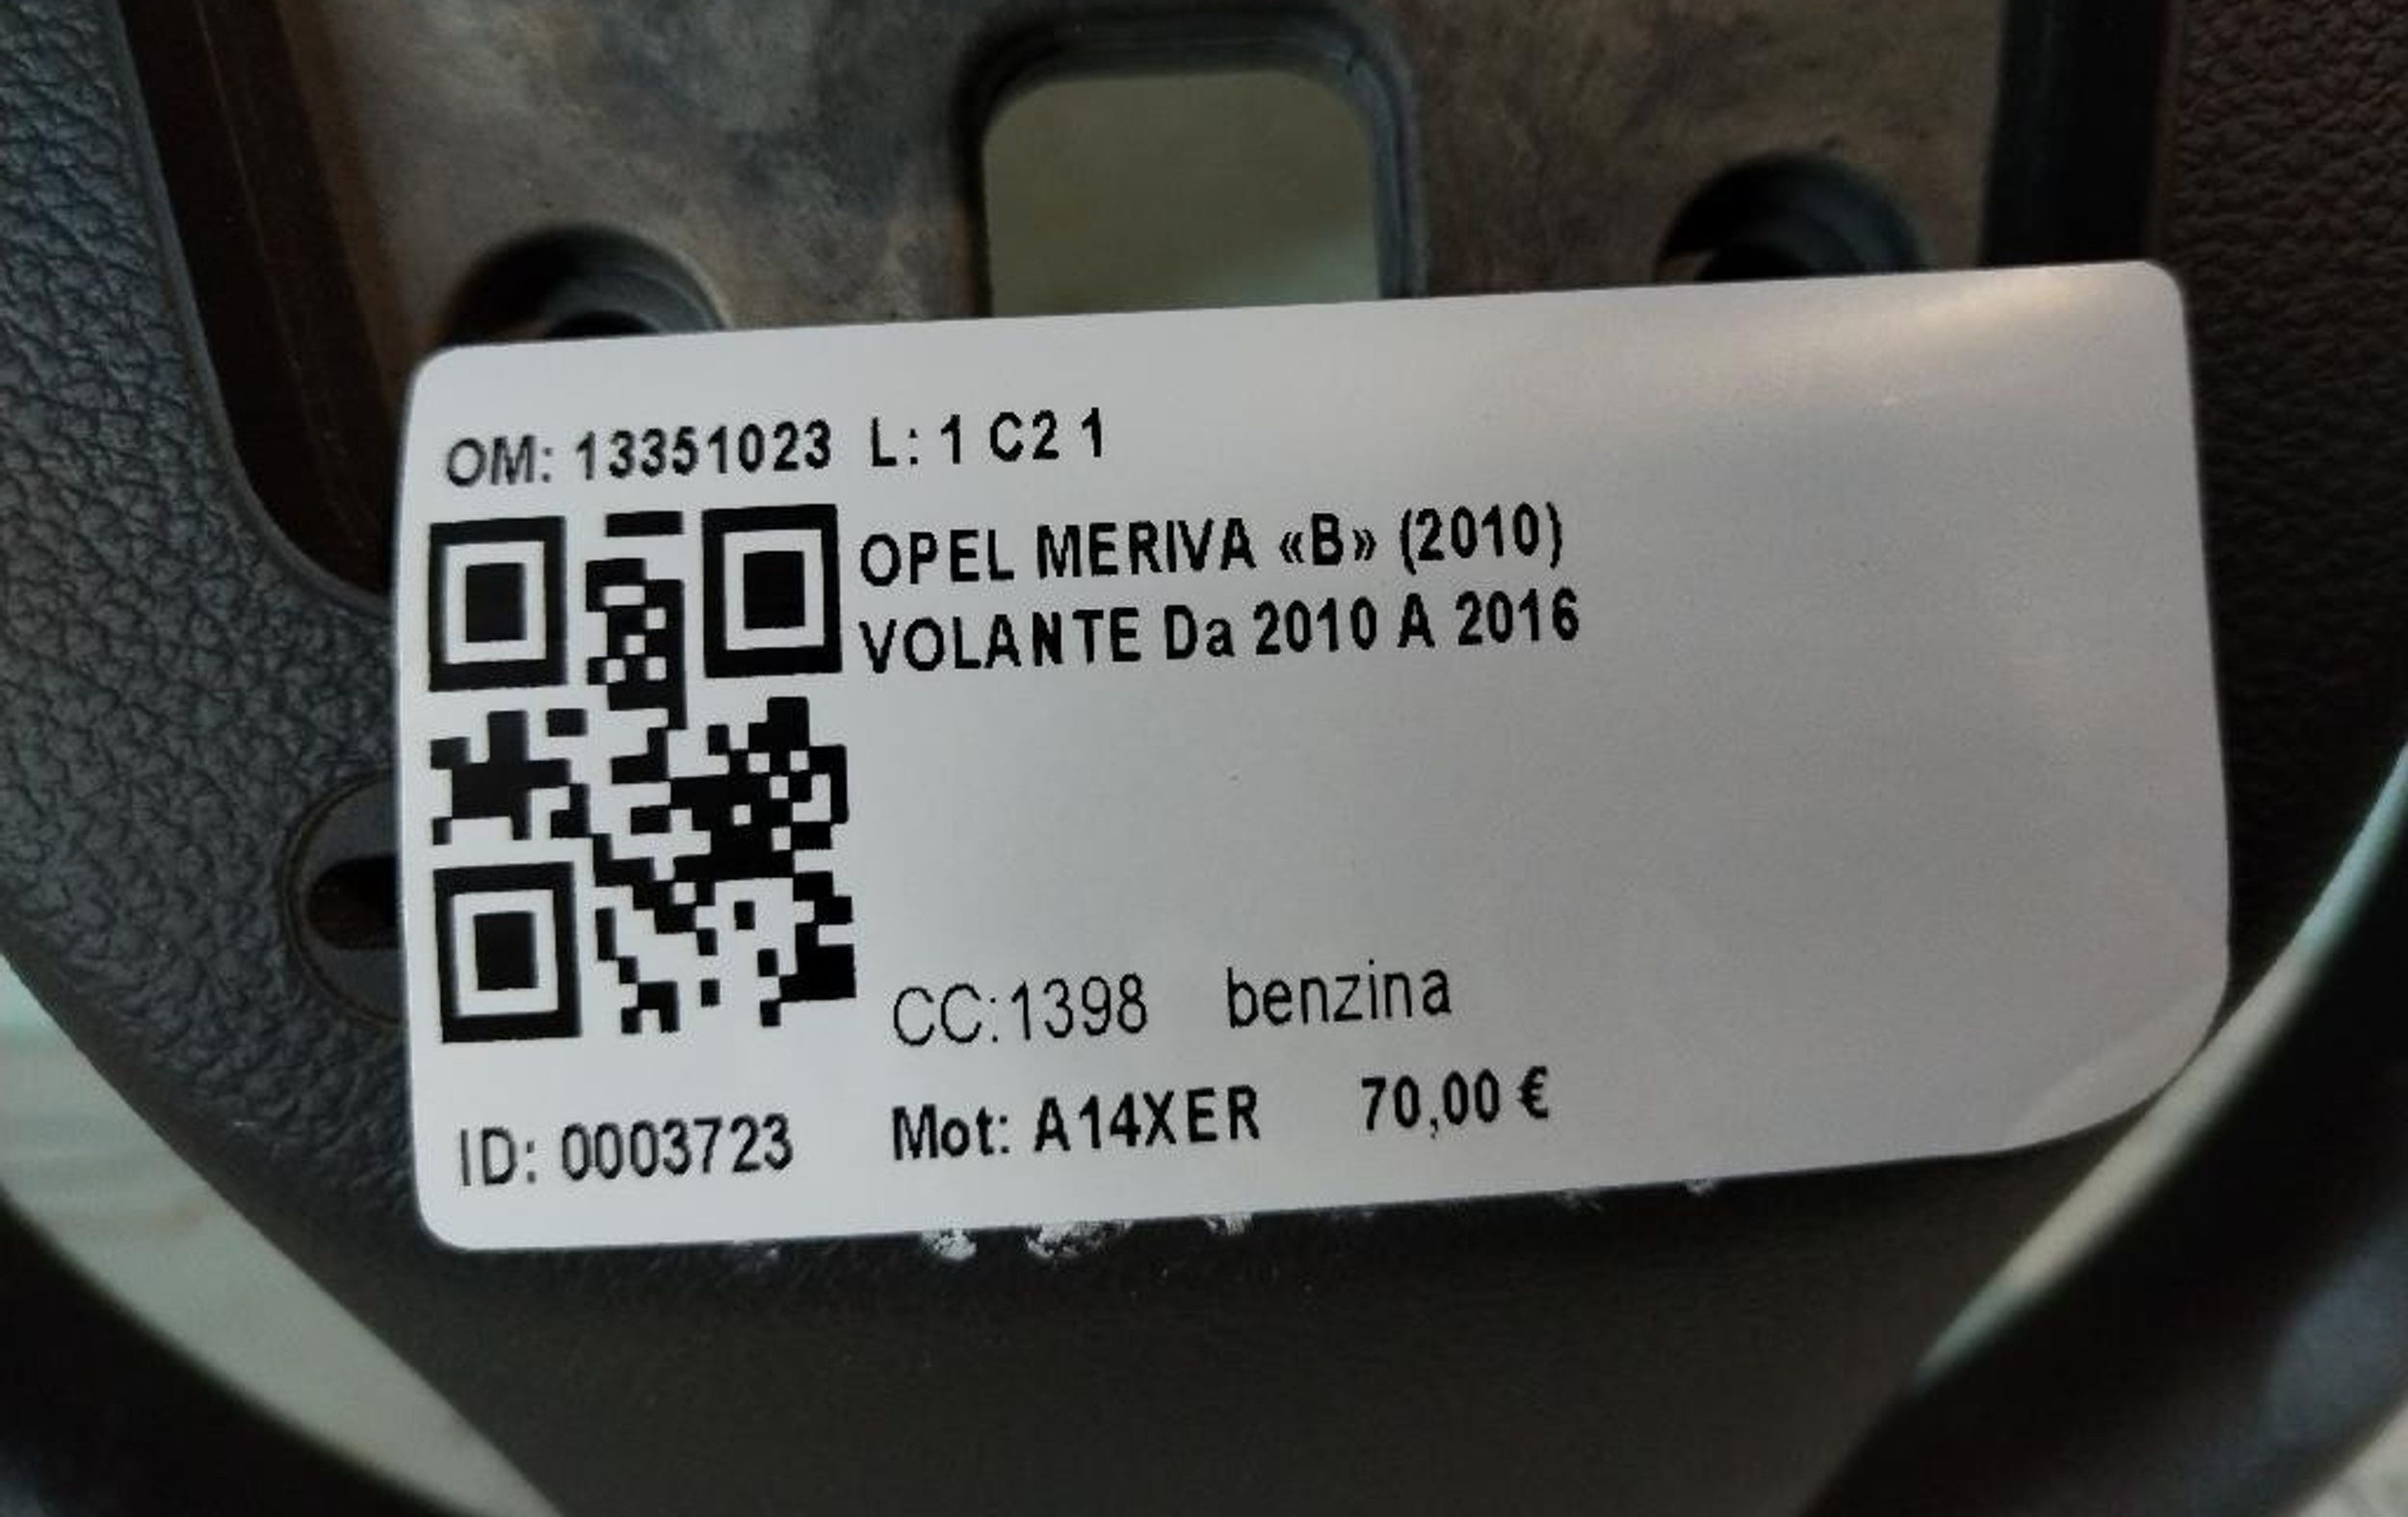 OM: 13351023 L: 1 C2 1
OPEL MERIVA «B» (2010)
VOLANTE Da 2010 A 2016
CC:1398 benzina
ID: 0003723 Mot: A14XER 70,00 €